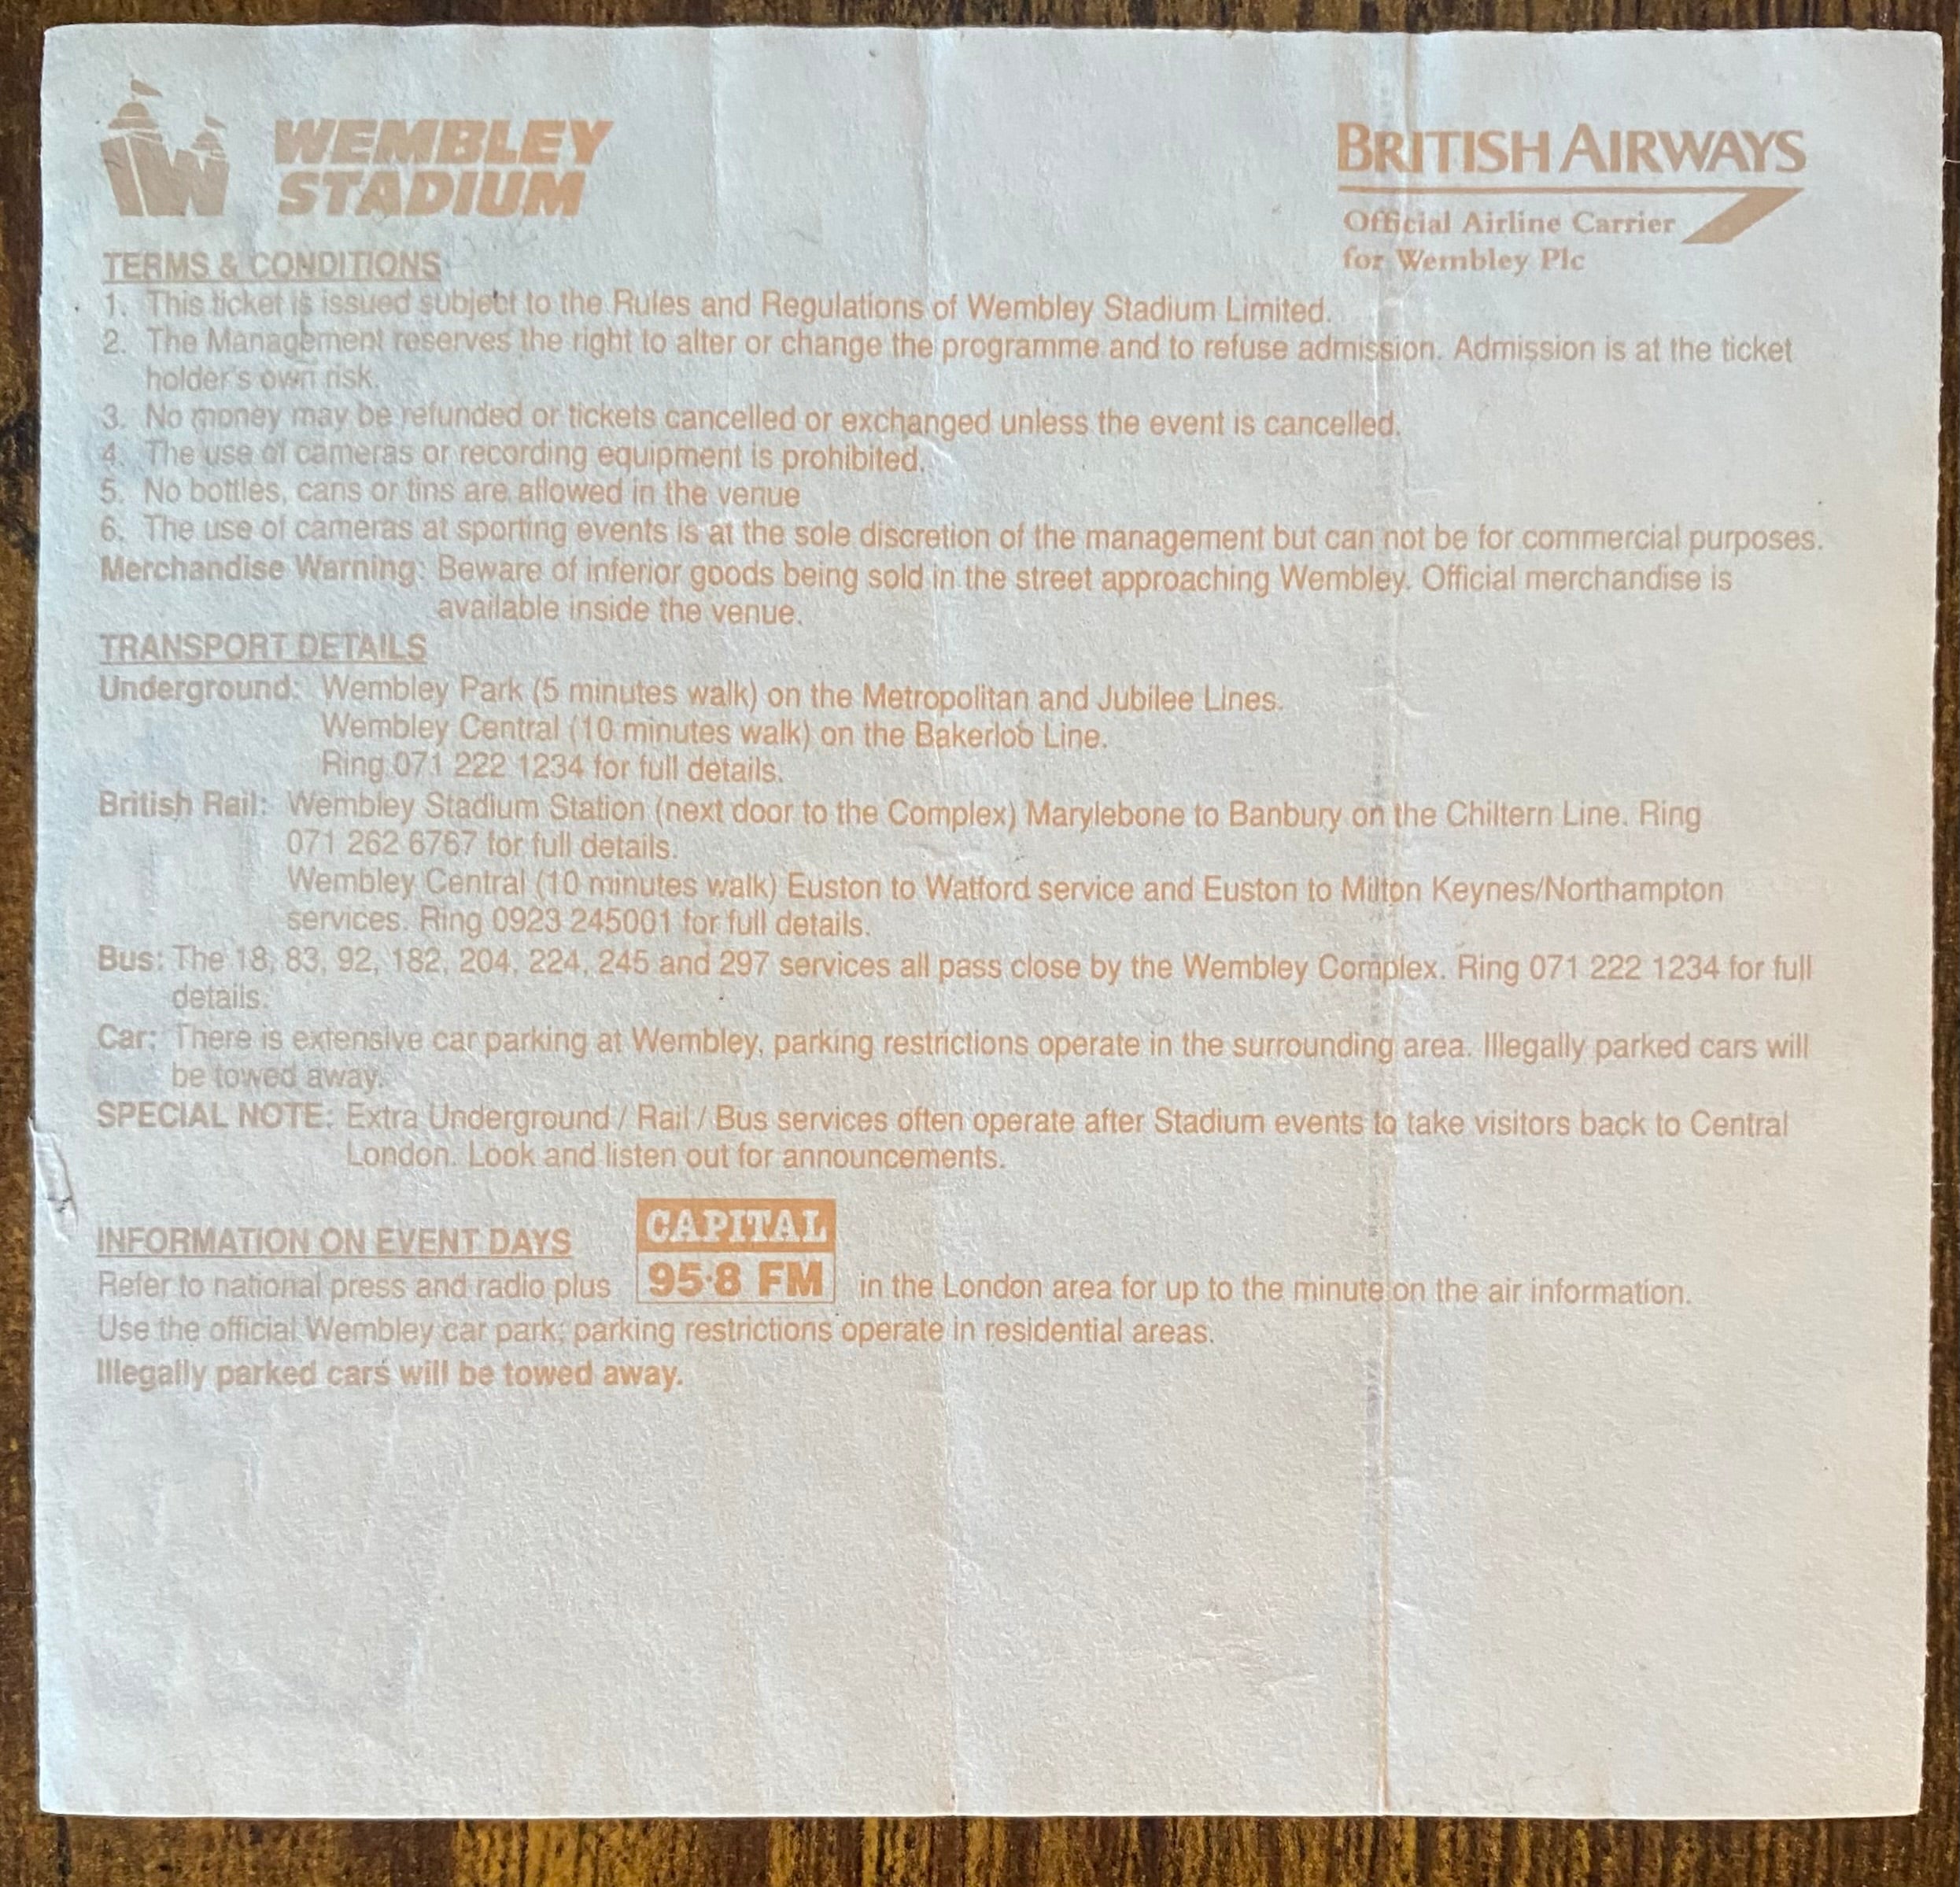 WEMBLEY
STADIUM
BRITISH AIRWAYS
Official Airline Carrier
for Wembley Plc
TERMS & CONDITIONS
1. This ticket is issued subject to the Rules and Regulations of Wembley Stadium Limited.
2. The Management reserves the right to alter or change the programme and to refuse admission. Admission is at the ticket
holder's own risk.
3. No money may be refunded or tickets cancelled or exchanged unless the event is cancelled.
4. The use of cameras or recording equipment is prohibited.
5. No bottles, cans or tins are allowed in the venue
6. The use of cameras at sporting events is at the sole discretion of the management but can not be for commercial purposes.
Merchandise Warning: Beware of inferior goods being sold in the street approaching Wembley. Official merchandise is
available inside the venue.
TRANSPORT DETAILS
Underground: Wembley Park (5 minutes walk) on the Metropolitan and Jubilee Lines.
Wembley Central (10 minutes walk) on the Bakerloo Line.
Ring 071 222 1234 for full details.
British Rail: Wembley Stadium Station (next door to the Complex) Marylebone to Banbury on the Chiltern Line. Ring
071 262 6767 for full details.
Wembley Central (10 minutes walk) Euston to Watford service and Euston to Milton Keynes/Northampton
services. Ring 0923 245001 for full details.
Bus: The 18, 83, 92, 182, 204, 224, 245 and 297 services all pass close by the Wembley Complex. Ring 071 222 1234 for full
details.
Car: There is extensive car parking at Wembley, parking restrictions operate in the surrounding area. Illegally parked cars will
be towed away.
SPECIAL NOTE: Extra Underground / Rail / Bus services often operate after Stadium events to take visitors back to Central
London. Look and listen out for announcements.
INFORMATION ON EVENT DAYS
CAPITAL
Refer to national press and radio plus 95·8 FM in the London area for up to the minute on the air information.
Use the official Wembley car park; parking restrictions operate in residential areas.
Illegally parked cars will be towed away.